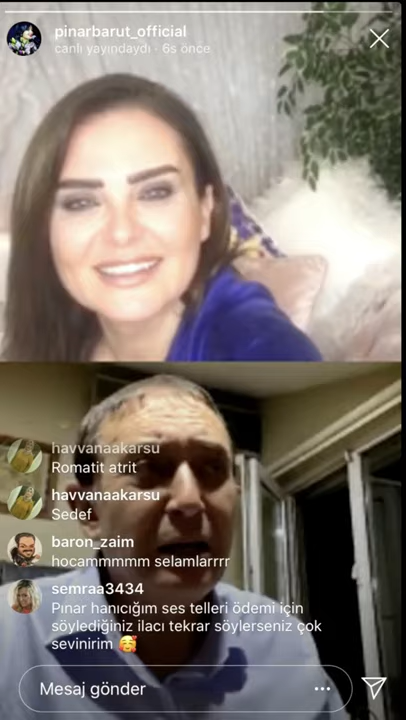 pinarbarut_official
canlı yayındaydı · 6s önce
havvanaakarsu
Romatit atrit
havvanaakarsu
Sedef
baron_zaim
hocammmmm selamlarrrr
semraa3434
Pınar hanıcığım ses telleri ödemi için
söylediğiniz ilacı tekrar söylerseniz çok
sevinirim 🥰
Mesaj gönder